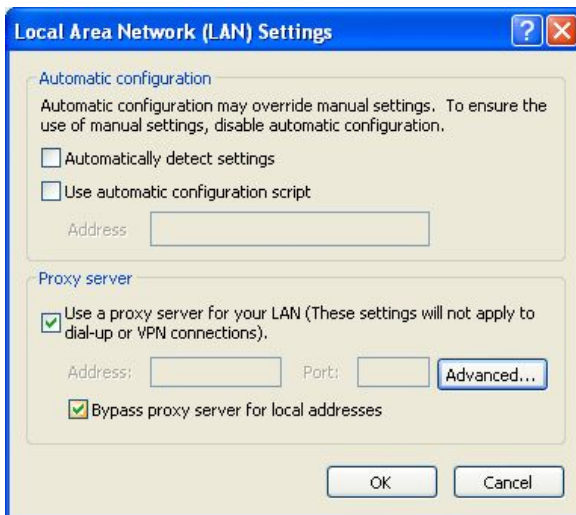 Local Area Network (LAN) Settings
Automatic configuration
Automatic configuration may override manual settings. To ensure the
use of manual settings, disable automatic configuration.
Automatically detect settings
Use automatic configuration script
Address
Proxy server
Use a proxy server for your LAN (These settings will not apply to
dial-up or VPN connections).
Address: Port: Advanced...
Bypass proxy server for local addresses
OK Cancel